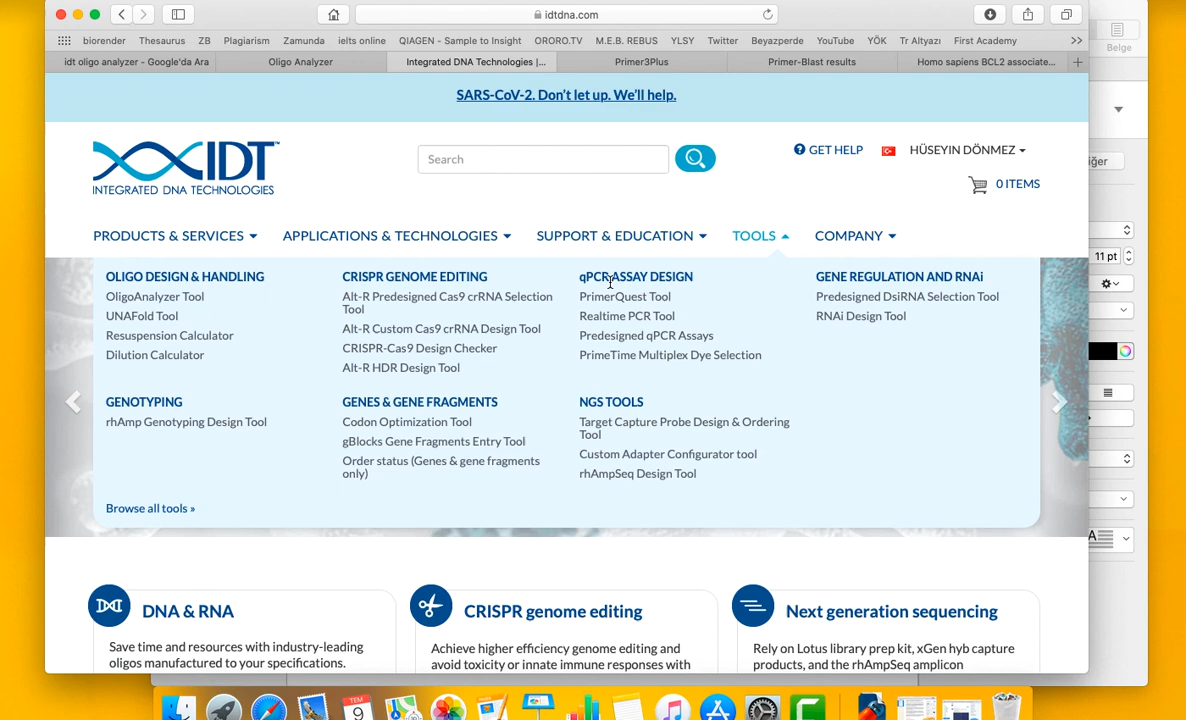 idtdna.com
biorender Thesaurus ZB Plagiarism Zamunda ielts online QIAGEN - Sample to Insight ORORO.TV M.E.B. REBUS YLSY Twitter Beyazperde YouTube YÖK Tr Altyazı First Academy
idt oligo analyzer - Google'da Ara Oligo Analyzer Integrated DNA Technologies |... Primer3Plus Primer-Blast results Homo sapiens BCL2 associate...
Belge
SARS-CoV-2. Don't let up. We'll help.
IDT
INTEGRATED DNA TECHNOLOGIES
Search
GET HELP
HÜSEYIN DÖNMEZ
0 ITEMS
PRODUCTS & SERVICES APPLICATIONS & TECHNOLOGIES SUPPORT & EDUCATION TOOLS COMPANY
OLIGO DESIGN & HANDLING
OligoAnalyzer Tool
UNAFold Tool
Resuspension Calculator
Dilution Calculator
CRISPR GENOME EDITING
Alt-R Predesigned Cas9 crRNA Selection
Tool
Alt-R Custom Cas9 crRNA Design Tool
CRISPR-Cas9 Design Checker
Alt-R HDR Design Tool
qPCR ASSAY DESIGN
PrimerQuest Tool
Realtime PCR Tool
Predesigned qPCR Assays
PrimeTime Multiplex Dye Selection
GENE REGULATION AND RNAi
Predesigned DsiRNA Selection Tool
RNAi Design Tool
GENOTYPING
rhAmp Genotyping Design Tool
GENES & GENE FRAGMENTS
Codon Optimization Tool
gBlocks Gene Fragments Entry Tool
Order status (Genes & gene fragments
only)
NGS TOOLS
Target Capture Probe Design & Ordering
Tool
Custom Adapter Configurator tool
rhAmpSeq Design Tool
Browse all tools »
DNA & RNA
Save time and resources with industry-leading
oligos manufactured to your specifications.
CRISPR genome editing
Achieve higher efficiency genome editing and
avoid toxicity or innate immune responses with
Next generation sequencing
Rely on Lotus library prep kit, xGen hyb capture
products, and the rhAmpSeq amplicon
iğer
11 pt
A
TEM
9